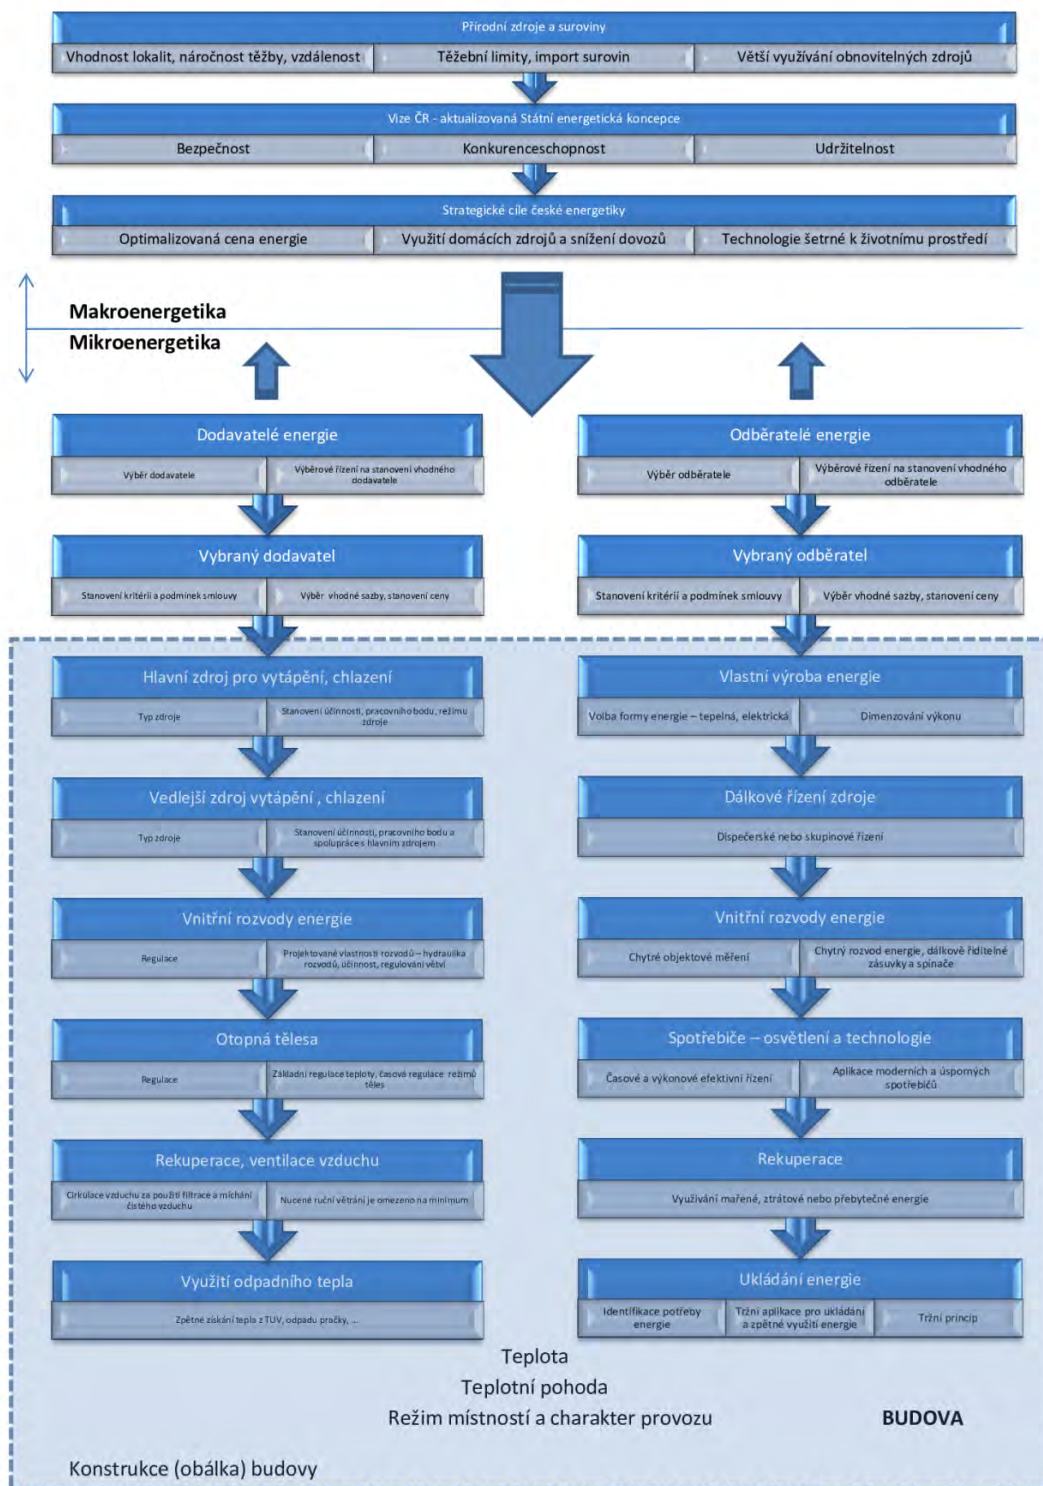 Přírodní zdroje a suroviny
Vhodnost lokalit, náročnost těžby, vzdálenost
Těžební limity, import surovin
Větší využívání obnovitelných zdrojů
Vize ČR - aktualizovaná Státní energetická koncepce
Bezpečnost
Konkurenceschopnost
Udržitelnost
Strategické cíle české energetiky
Optimalizovaná cena energie
Využití domácích zdrojů a snížení dovozů
Technologie šetrné k životnímu prostředí
Makroenergetika
Mikroenergetika
Dodavatelé energie
Výběr dodavatele
Výběrové řízení na stanovení vhodného
dodavatele
Vybraný dodavatel
Stanovení kritérií a podmínek smlouvy
Výběr vhodné sazby, stanovení ceny
Hlavní zdroj pro vytápění, chlazení
Typ zdroje
Stanovení účinnosti, pracovního bodu, režimu
zdroje
Vedlejší zdroj vytápění , chlazení
Typ zdroje
Stanovení účinnosti, pracovního bodu a
spolupráce s hlavním zdrojem
Vnitřní rozvody energie
Regulace
Projektované vlastnosti rozvodů – hydraulika
rozvodů, účinnost, regulování větví
Otopná tělesa
Regulace
Základní regulace teploty, časová regulace režimů
těles
Rekuperace, ventilace vzduchu
Cirkulace vzduchu za použití filtrace a míchání
čistého vzduchu
Nucené ruční větrání je omezeno na minimum
Využití odpadního tepla
Zpětné získání tepla z TUV, odpadu pračky, ...
Odběratelé energie
Výběr odběratele
Výběrové řízení na stanovení vhodného
odběratele
Vybraný odběratel
Stanovení kritérií a podmínek smlouvy
Výběr vhodné sazby, stanovení ceny
Vlastní výroba energie
Volba formy energie – tepelná, elektrická
Dimenzování výkonu
Dálkové řízení zdroje
Dispečerské nebo skupinové řízení
Vnitřní rozvody energie
Chytré objektové měření
Chytrý rozvod energie, dálkově řiditelné
zásuvky a spínače
Spotřebiče – osvětlení a technologie
Časové a výkonové efektivní řízení
Aplikace moderních a úsporných
spotřebičů
Rekuperace
Využívání mařené, ztrátové nebo přebytečné energie
Ukládání energie
Identifikace potřeby
energie
Tržní aplikace pro ukládání
a zpětné využití energie
Tržní princip
Teplota
Teplotní pohoda
Režim místností a charakter provozu
BUDOVA
Konstrukce (obálka) budovy